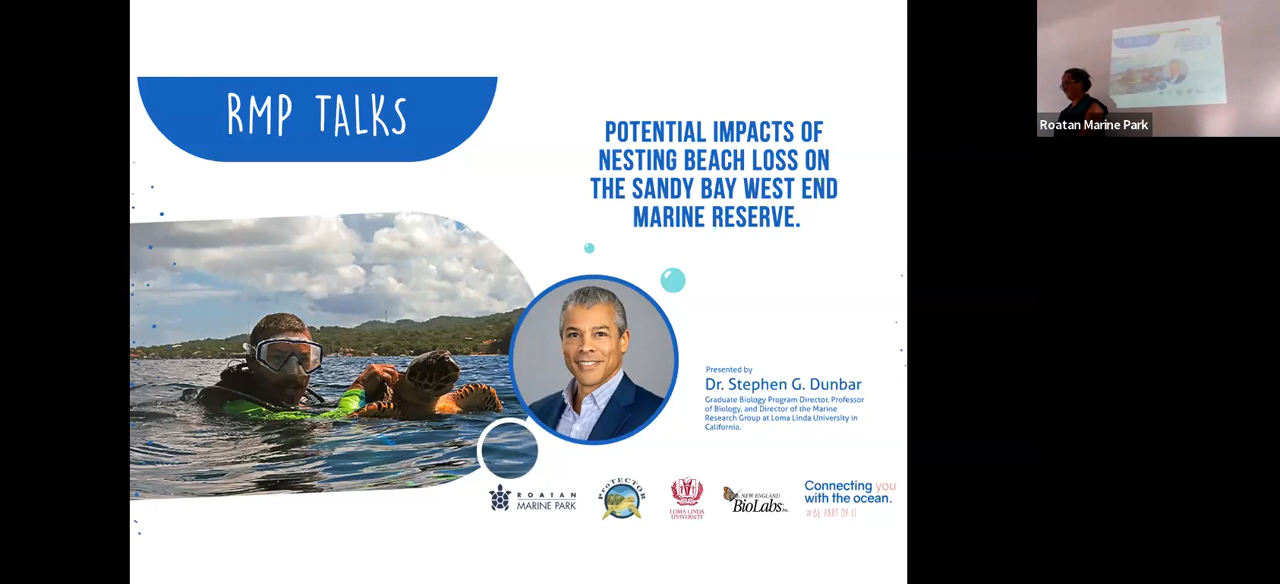 RMP TALKS
POTENTIAL IMPACTS OF
NESTING BEACH LOSS ON
THE SANDY BAY WEST END
MARINE RESERVE.
Presented by
Dr. Stephen G. Dunbar
Graduate Biology Program Director, Professor
of Biology, and Director of the Marine
Research Group at Loma Linda University in
California.
ROATAN
MARINE PARK
ProTECTOR
LOMA LINDA
UNIVERSITY
NEW ENGLAND
BioLabs Inc.
Connecting you
with the ocean.
#BE PART OF IT
Roatan Marine Park